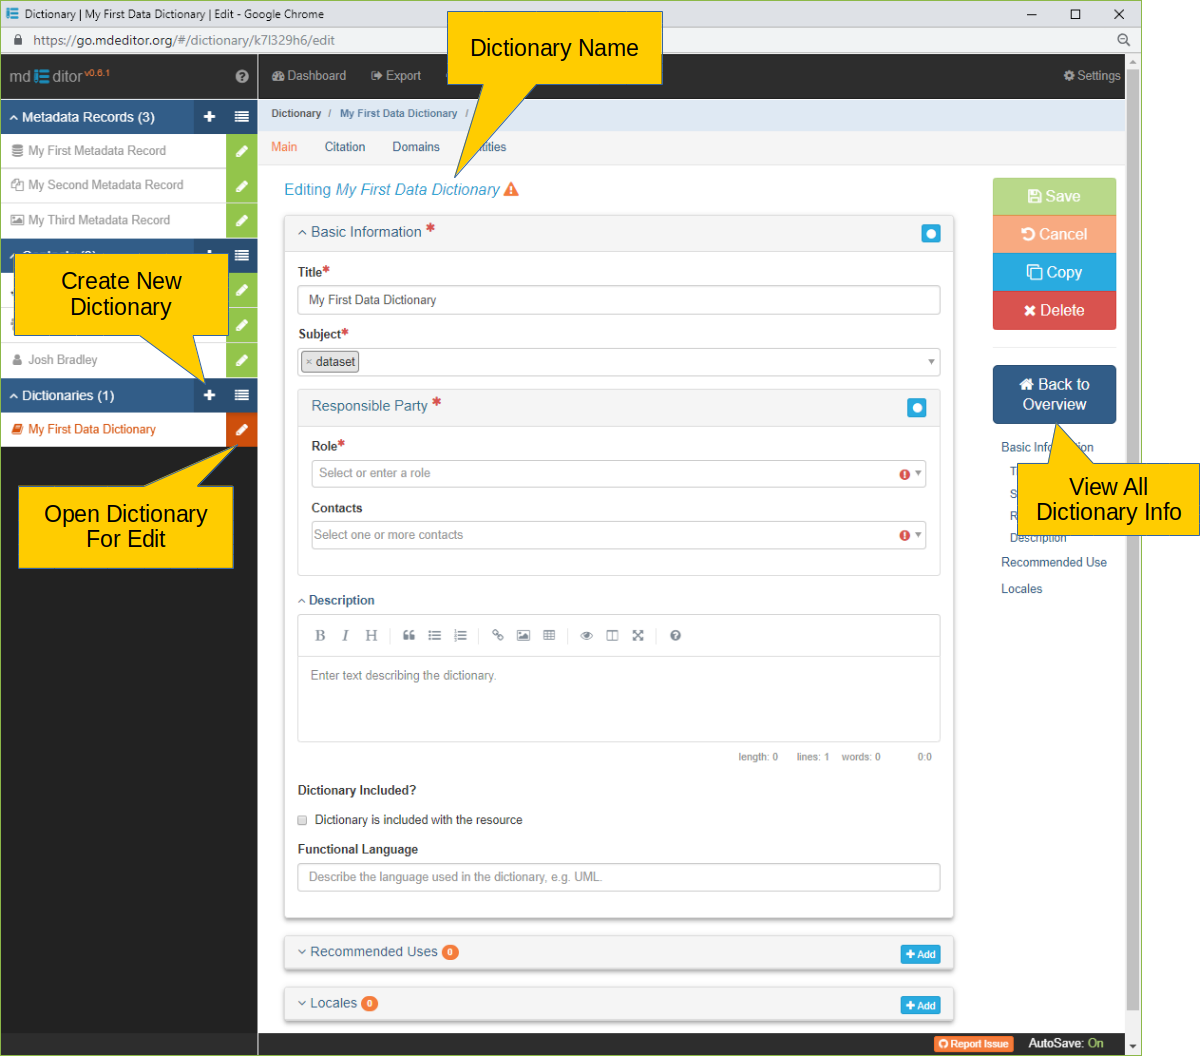 Dictionary | My First Data Dictionary | Edit - Google Chrome
https://go.mdeditor.org/#/dictionary/k7l329h6/edit
Dictionary Name
md ditor v0.6.1
Dashboard
Export
Settings
Metadata Records (3)
My First Metadata Record
My Second Metadata Record
My Third Metadata Record
Create New
Dictionary
Josh Bradley
Dictionaries (1)
My First Data Dictionary
Open Dictionary
For Edit
Dictionary / My First Data Dictionary /
Main Citation Domains
Editing My First Data Dictionary
Basic Information *
Title*
My First Data Dictionary
Subject*
× dataset
Responsible Party *
Role*
Select or enter a role
Contacts
Select one or more contacts
Description
B I H
Enter text describing the dictionary.
length: 0 lines: 1 words: 0 0:0
Dictionary Included?
Dictionary is included with the resource
Functional Language
Describe the language used in the dictionary, e.g. UML.
Recommended Uses 0
Add
Locales 0
Add
Save
Cancel
Copy
Delete
Back to
Overview
Basic
View All
Dictionary Info
Description
Recommended Use
Locales
Report Issue
AutoSave: On